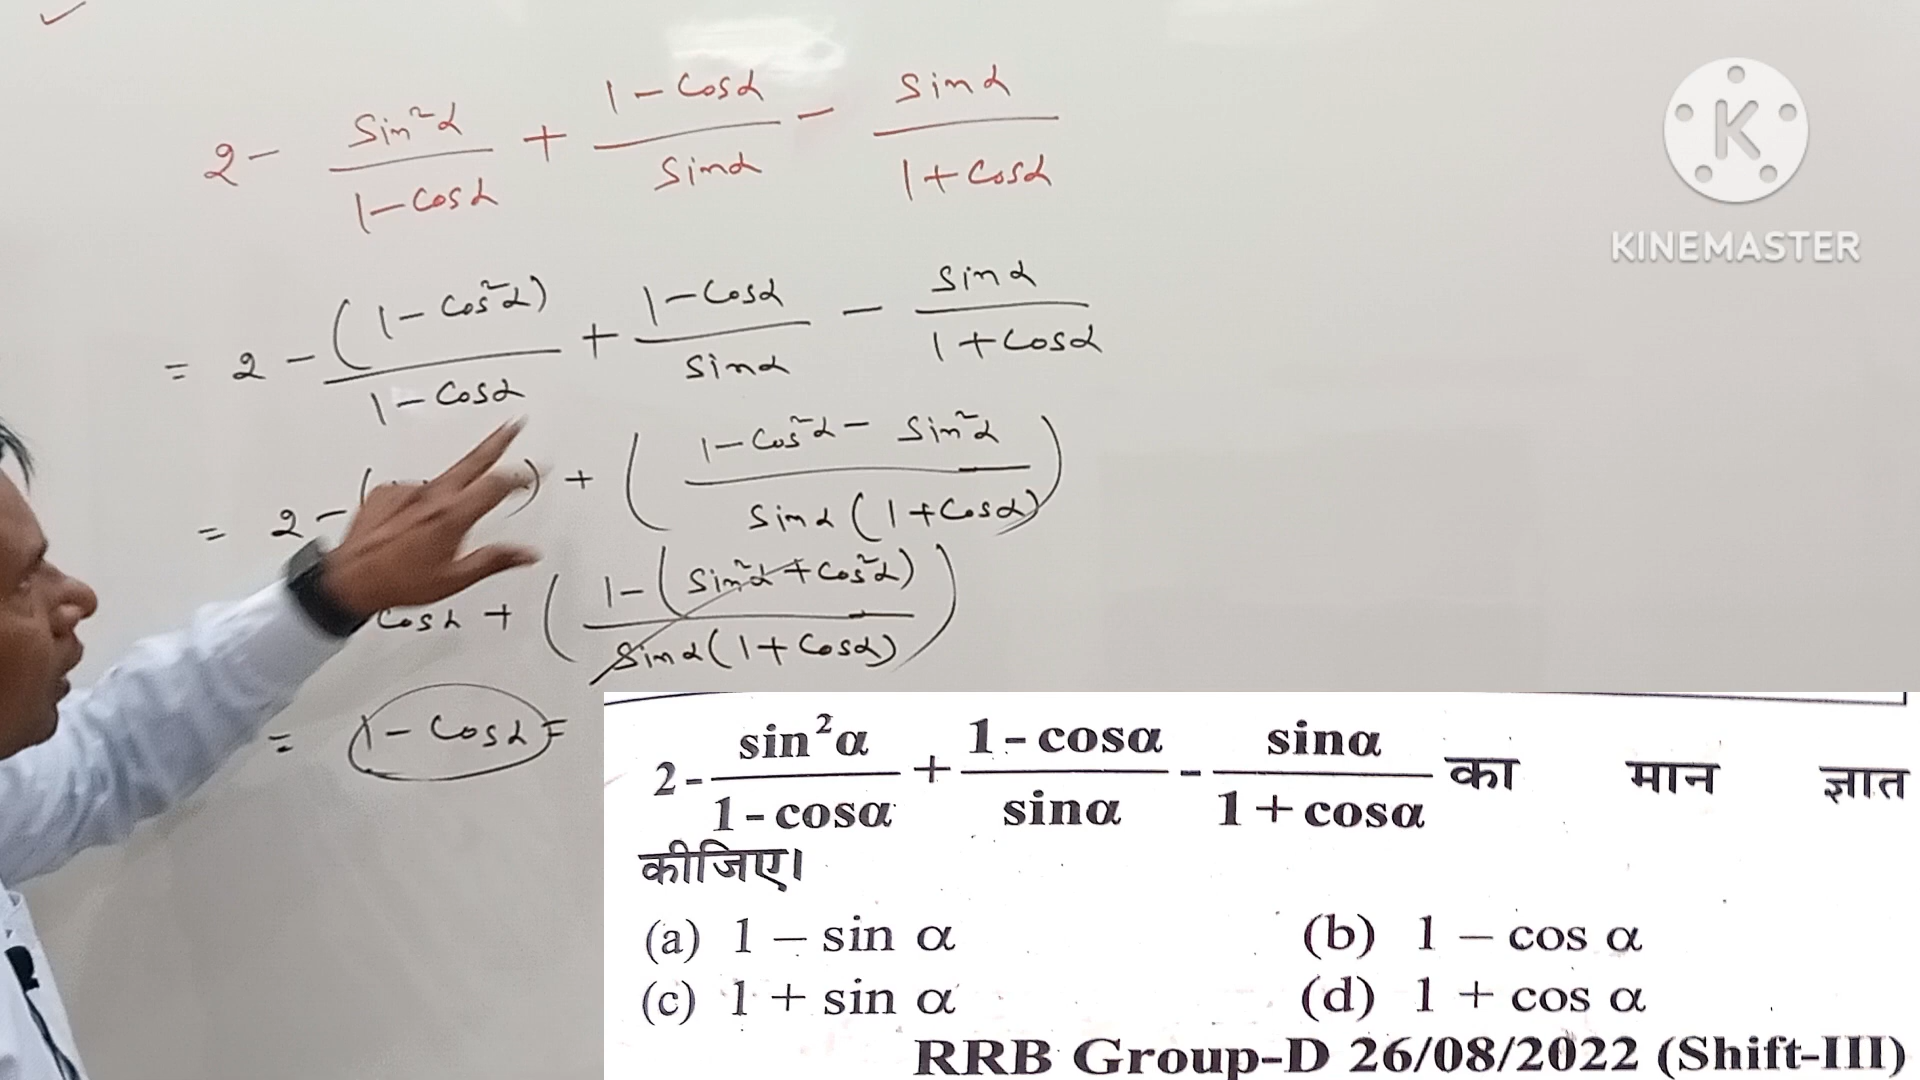 2 - sin²α/1-cosα + 1-cosα/sinα - sinα/1+cosα
= 2 - (1-cos²α)/1-cosα + 1-cosα/sinα - sinα/1+cosα
= 2 - ( ) + (1-cos²α - sin²α/sinα(1+cosα))
cosα + (1-(sin²α+cos²α)/sinα(1+cosα))
= 1-cosα =
K
KINEMASTER
2 - sin²α/1-cosα + 1-cosα/sinα - sinα/1+cosα का मान ज्ञात
कीजिए।
(a) 1 – sin α (b) 1 – cos α
(c) 1 + sin α (d) 1 + cos α
RRB Group-D 26/08/2022 (Shift-III)